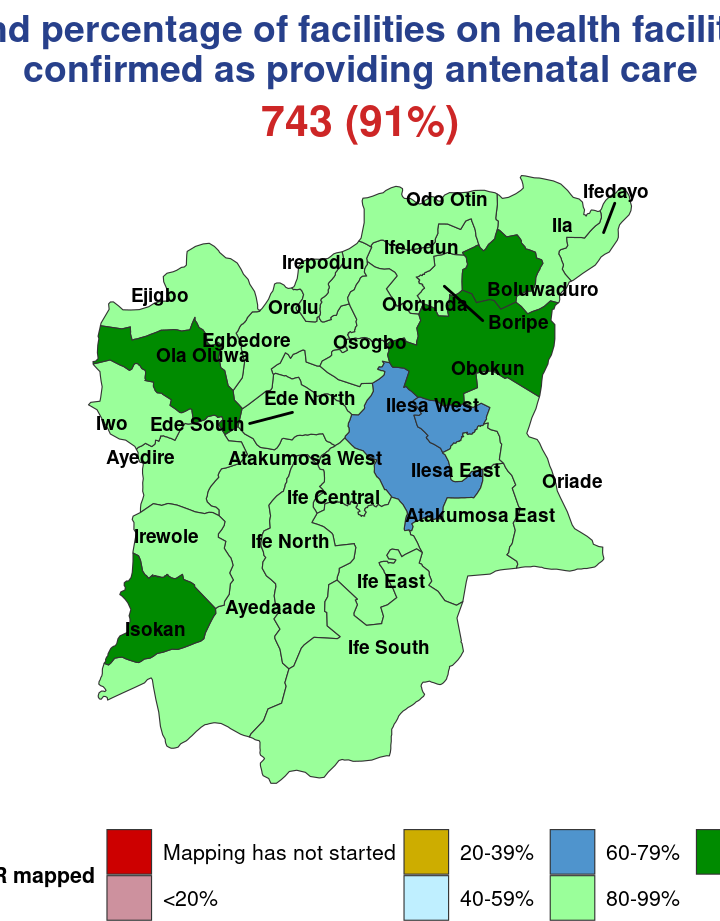 percentage of facilities on health
confirmed as providing antenatal care
743 (91%)
Ifedayo
Odo Otin
Ila
Ifelodun
Irepodun
Boluwaduro
Ejigbo
Orolu
Olorunda
Boripe
Egbedore
Osogbo
Ola Oluwa
Obokun
Ede North
Ilesa West
Iwo
Ede South
Ayedire
Atakumosa West
Ilesa East
Oriade
Ife Central
Atakumosa East
Irewole
Ife North
Ife East
Ayedaade
Isokan
Ife South
Mapping has not started
20-39%
60-79%
R mapped
<20%
40-59%
80-99%